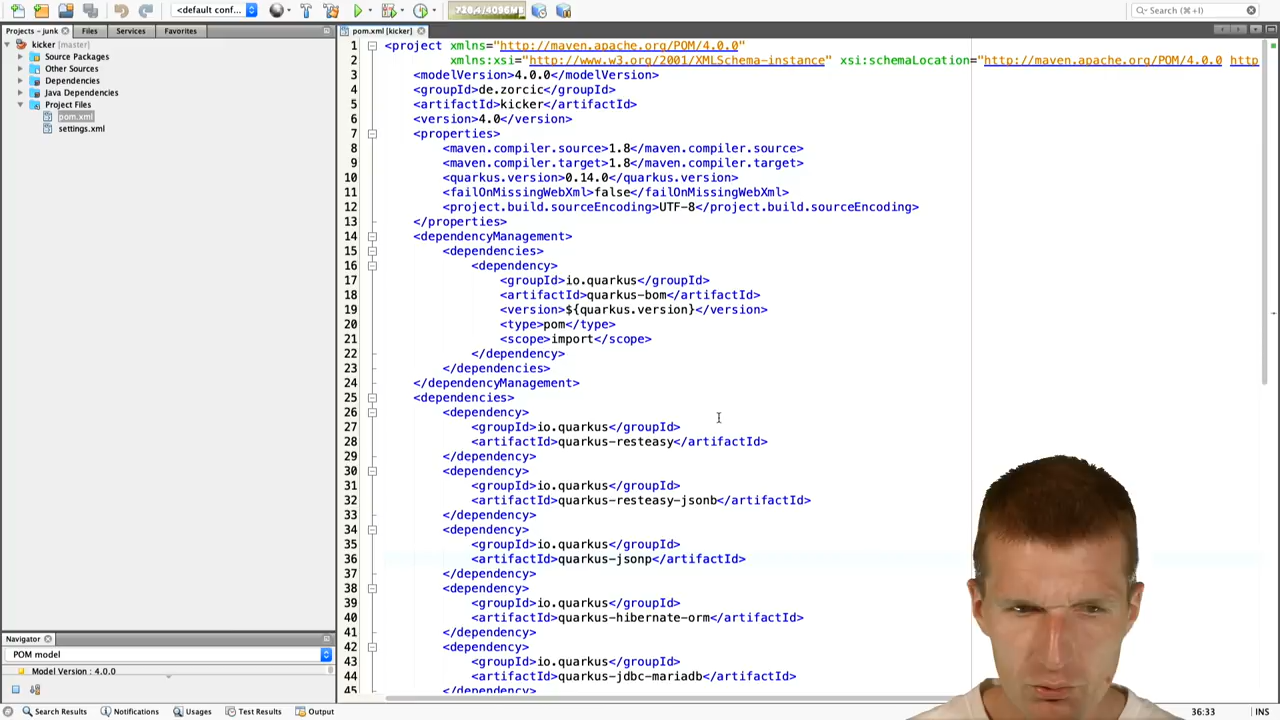 <default conf...
728,4/4096MB
Search (⌘+I)
Projects - junk
Files
Services
Favorites
kicker [master]
Source Packages
Other Sources
Dependencies
Java Dependencies
Project Files
pom.xml
settings.xml
pom.xml [kicker]
1 <project xmlns="http://maven.apache.org/POM/4.0.0"
2 xmlns:xsi="http://www.w3.org/2001/XMLSchema-instance" xsi:schemaLocation="http://maven.apache.org/POM/4.0.0 http
3 <modelVersion>4.0.0</modelVersion>
4 <groupId>de.zorcic</groupId>
5 <artifactId>kicker</artifactId>
6 <version>4.0</version>
7 <properties>
8 <maven.compiler.source>1.8</maven.compiler.source>
9 <maven.compiler.target>1.8</maven.compiler.target>
10 <quarkus.version>0.14.0</quarkus.version>
11 <failOnMissingWebXml>false</failOnMissingWebXml>
12 <project.build.sourceEncoding>UTF-8</project.build.sourceEncoding>
13 </properties>
14 <dependencyManagement>
15 <dependencies>
16 <dependency>
17 <groupId>io.quarkus</groupId>
18 <artifactId>quarkus-bom</artifactId>
19 <version>${quarkus.version}</version>
20 <type>pom</type>
21 <scope>import</scope>
22 </dependency>
23 </dependencies>
24 </dependencyManagement>
25 <dependencies>
26 <dependency>
27 <groupId>io.quarkus</groupId>
28 <artifactId>quarkus-resteasy</artifactId>
29 </dependency>
30 <dependency>
31 <groupId>io.quarkus</groupId>
32 <artifactId>quarkus-resteasy-jsonb</artifactId>
33 </dependency>
34 <dependency>
35 <groupId>io.quarkus</groupId>
36 <artifactId>quarkus-jsonp</artifactId>
37 </dependency>
38 <dependency>
39 <groupId>io.quarkus</groupId>
40 <artifactId>quarkus-hibernate-orm</artifactId>
41 </dependency>
42 <dependency>
43 <groupId>io.quarkus</groupId>
44 <artifactId>quarkus-jdbc-mariadb</artifactId>
45 </dependency>
Navigator
POM model
Model Version : 4.0.0
Search Results
Notifications
Usages
Test Results
Output
36:33
INS